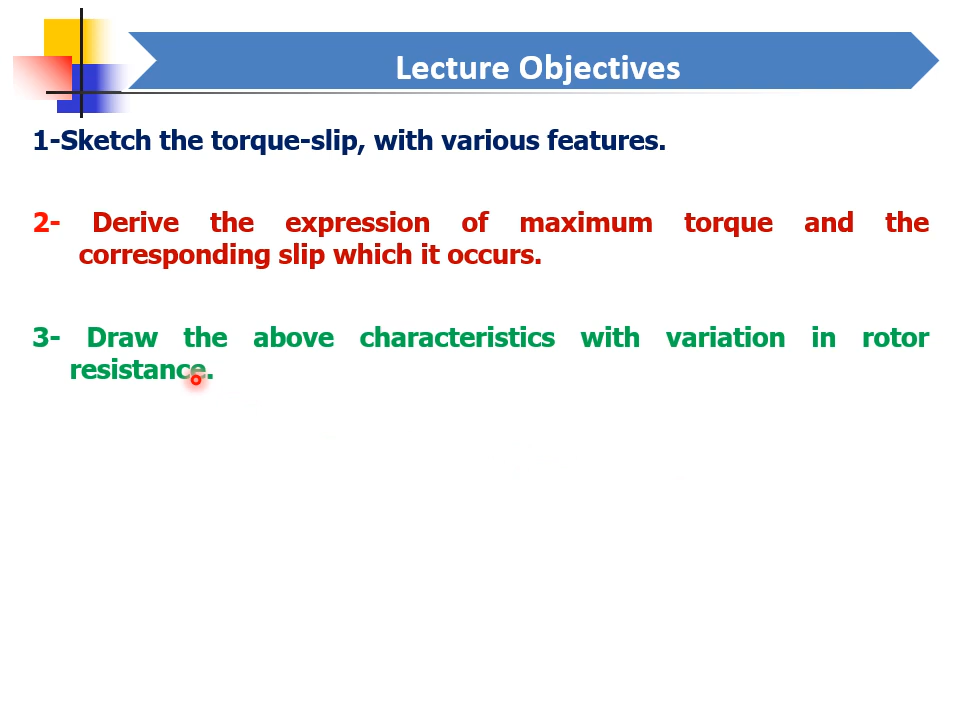 Lecture Objectives
1-Sketch the torque-slip, with various features.
2- Derive the expression of maximum torque and the
corresponding slip which it occurs.
3- Draw the above characteristics with variation in rotor
resistance.